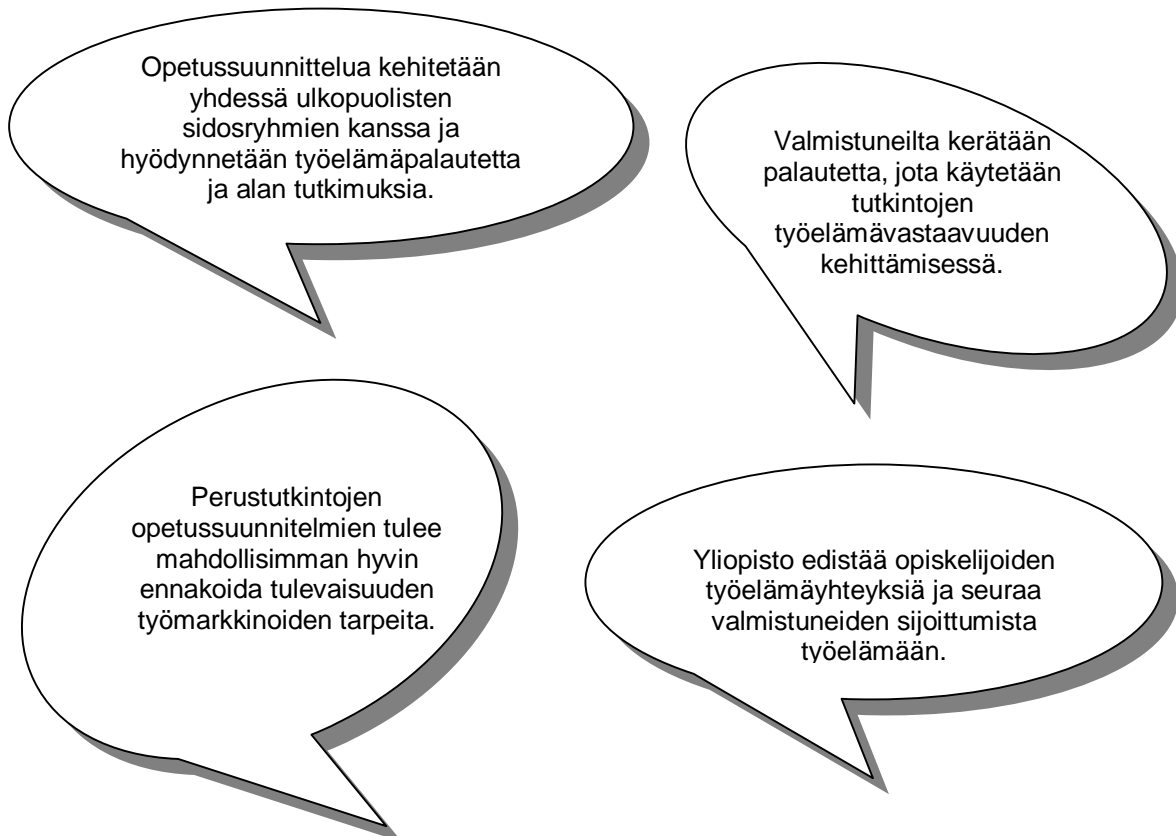 Opetussuunnittelua kehitetään
yhdessä ulkopuolisten
sidosryhmien kanssa ja
hyödynnetään työelämäpalautetta
ja alan tutkimuksia.
Valmistuneilta kerätään
palautetta, jota käytetään
tutkintojen
työelämävastaavuuden
kehittämisessä.
Perustutkintojen
opetussuunnitelmien tulee
mahdollisimman hyvin
ennakoida tulevaisuuden
työmarkkinoiden tarpeita.
Yliopisto edistää opiskelijoiden
työelämäyhteyksiä ja seuraa
valmistuneiden sijoittumista
työelämään.